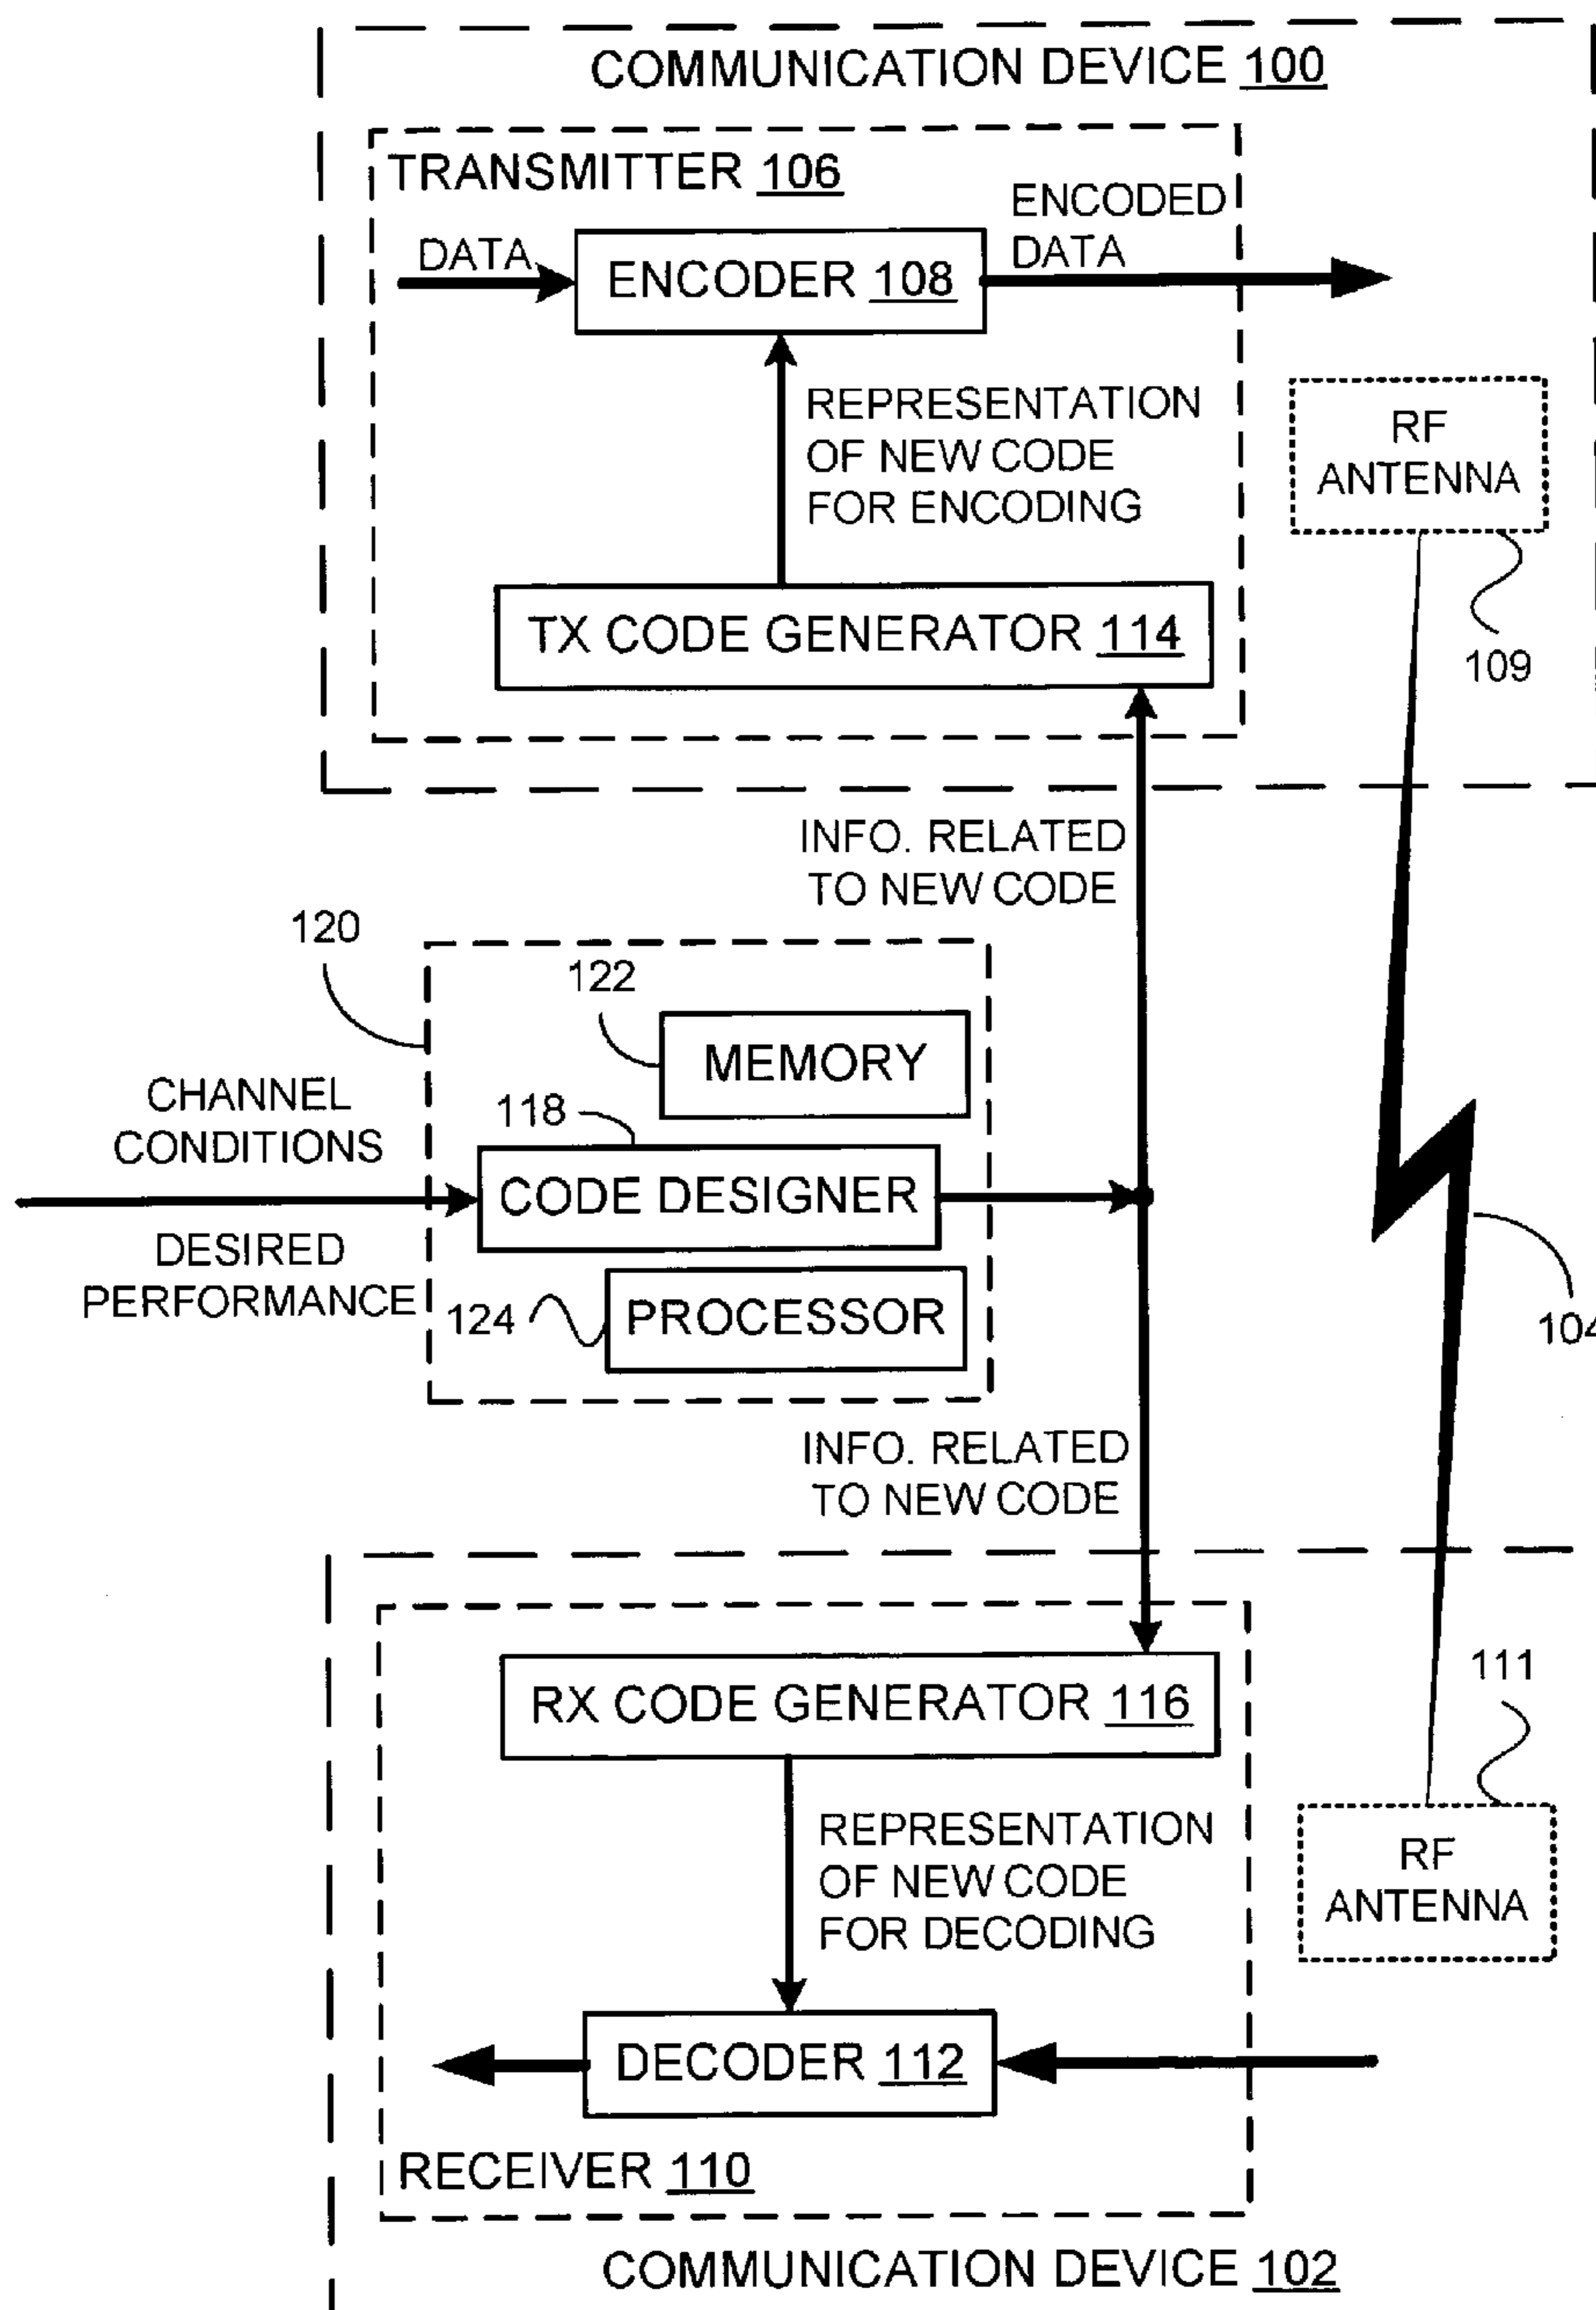 COMMUNICATION DEVICE 100
TRANSMITTER 106
DATA
ENCODER 108
ENCODED
DATA
REPRESENTATION
OF NEW CODE
FOR ENCODING
RF
ANTENNA
109
TX CODE GENERATOR 114
INFO. RELATED
TO NEW CODE
120
122
MEMORY
CHANNEL
CONDITIONS
118
CODE DESIGNER
DESIRED
PERFORMANCE
124
PROCESSOR
104
INFO. RELATED
TO NEW CODE
RX CODE GENERATOR 116
111
REPRESENTATION
OF NEW CODE
FOR DECODING
RF
ANTENNA
DECODER 112
RECEIVER 110
COMMUNICATION DEVICE 102